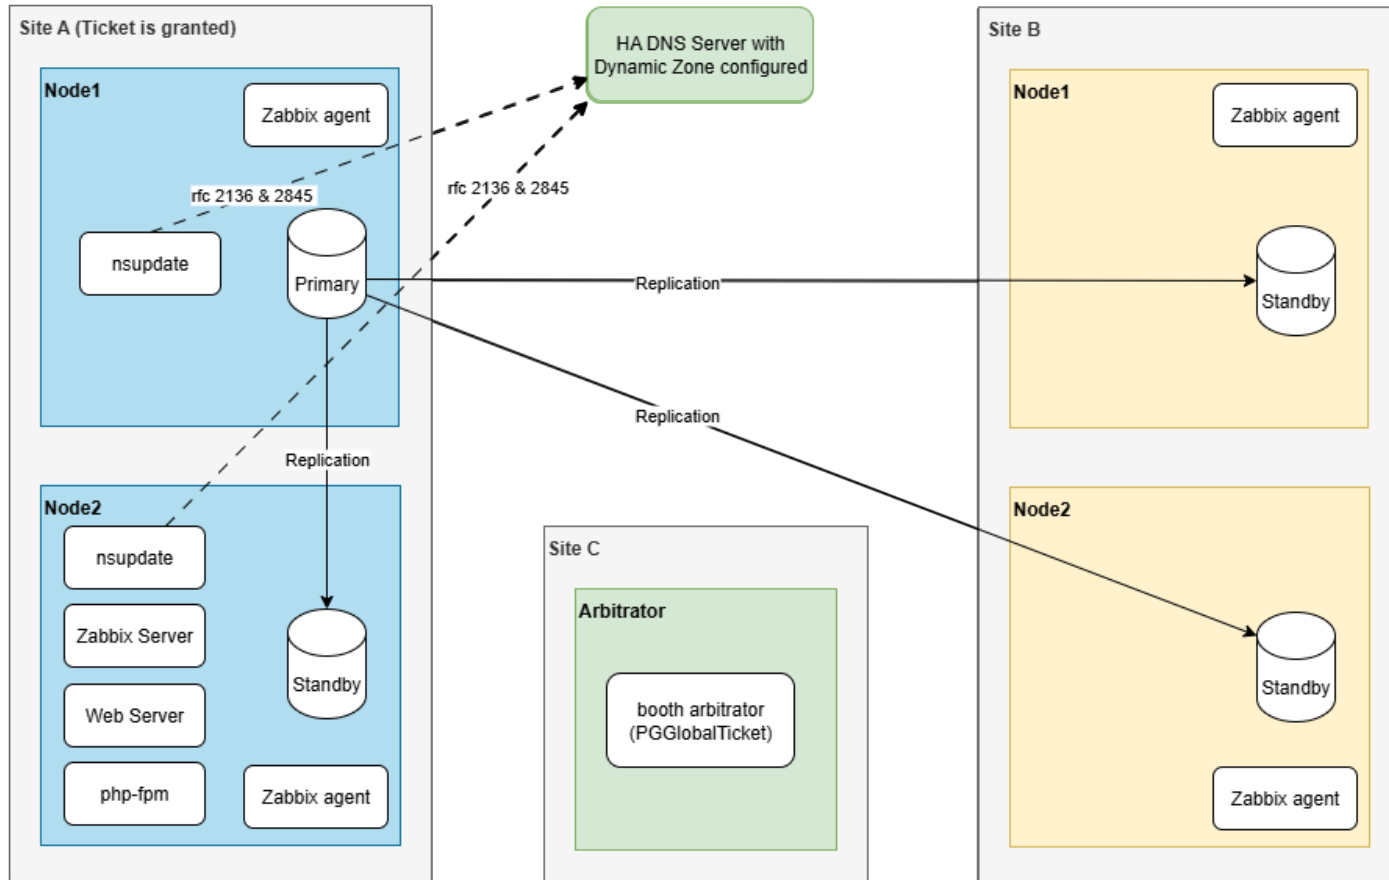 Site A (Ticket is granted)
Node1
Zabbix agent
rfc 2136 & 2845
nsupdate
Primary
Replication
Node2
nsupdate
Zabbix Server
Web Server
php-fpm
Standby
Zabbix agent
HA DNS Server with
Dynamic Zone configured
rfc 2136 & 2845
Replication
Replication
Site C
Arbitrator
booth arbitrator
(PGGlobalTicket)
Site B
Node1
Zabbix agent
Standby
Node2
Standby
Zabbix agent